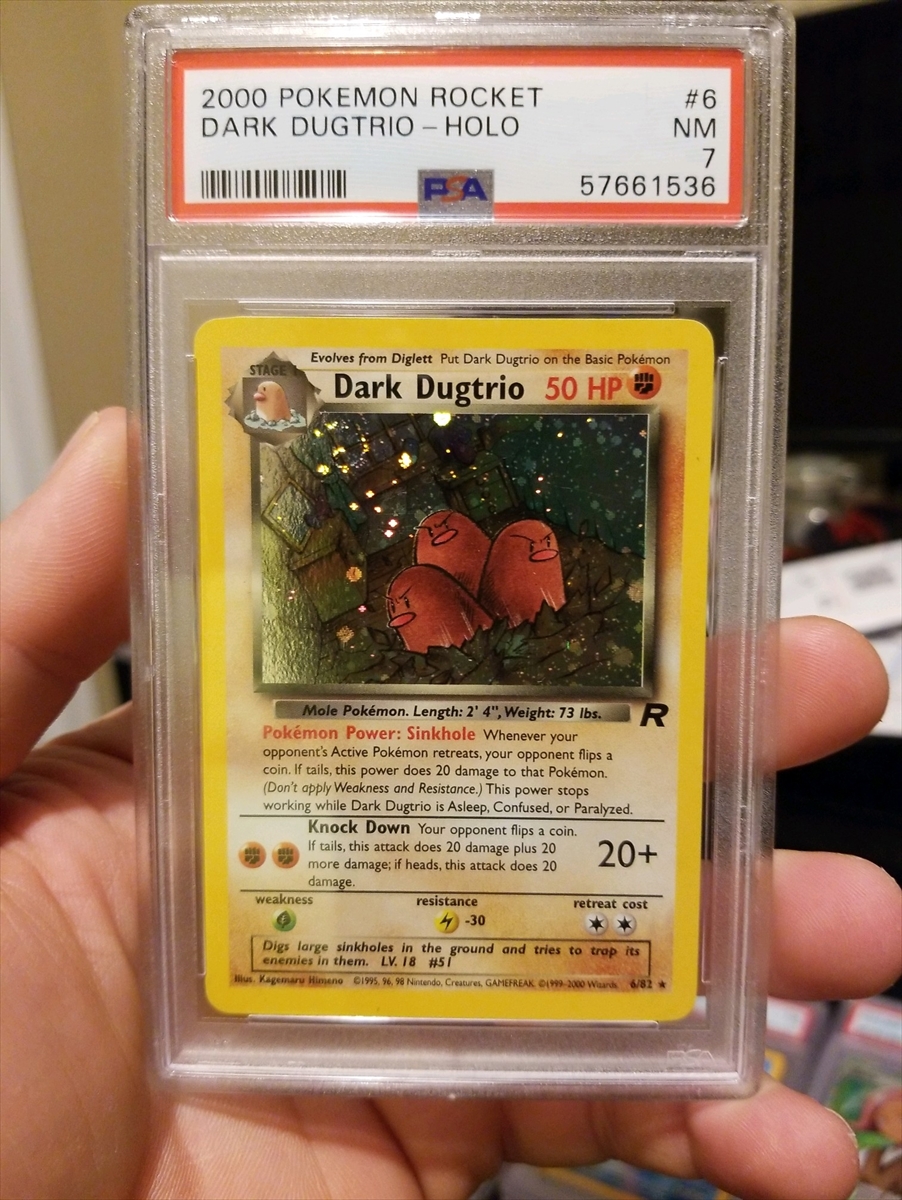 2000 POKEMON ROCKET #6
DARK DUGTRIO – HOLO NM
7
PSA 57661536
Evolves from Diglett Put Dark Dugtrio on the Basic Pokémon
STAGE 1
Dark Dugtrio 50 HP
Mole Pokémon. Length: 2' 4", Weight: 73 lbs.
R
Pokémon Power: Sinkhole Whenever your
opponent's Active Pokémon retreats, your opponent flips a
coin. If tails, this power does 20 damage to that Pokémon.
(Don't apply Weakness and Resistance.) This power stops
working while Dark Dugtrio is Asleep, Confused, or Paralyzed.
Knock Down Your opponent flips a coin.
If tails, this attack does 20 damage plus 20
more damage; if heads, this attack does 20
damage.
20+
weakness resistance retreat cost
-30
Digs large sinkholes in the ground and tries to trap its
enemies in them. LV. 18 #51
Illus. Kagemaru Himeno ©1995, 96, 98 Nintendo, Creatures, GAMEFREAK. ©1999-2000 Wizards. 6/82 ★
PSA